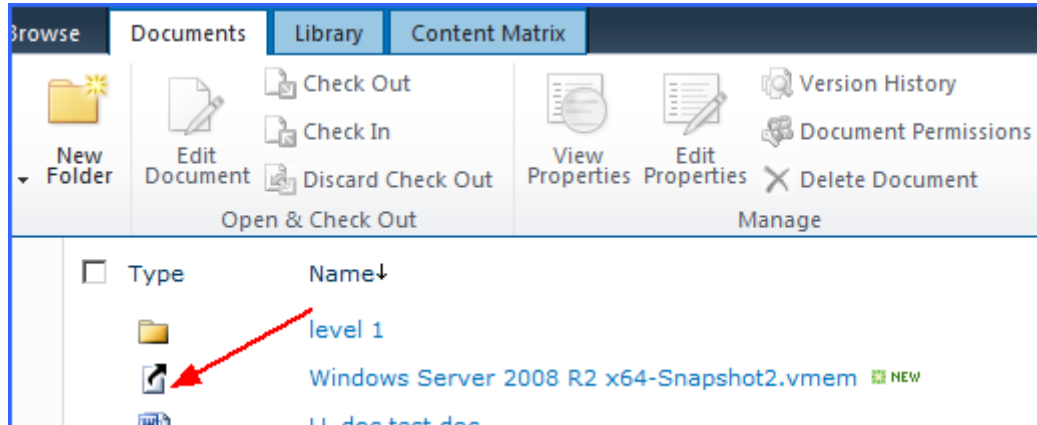 Browse Documents Library Content Matrix
New Folder
Edit Document
Check Out
Check In
Discard Check Out
Open & Check Out
View Properties
Edit Properties
Version History
Document Permissions
Delete Document
Manage
Type Name
level 1
Windows Server 2008 R2 x64-Snapshot2.vmem NEW